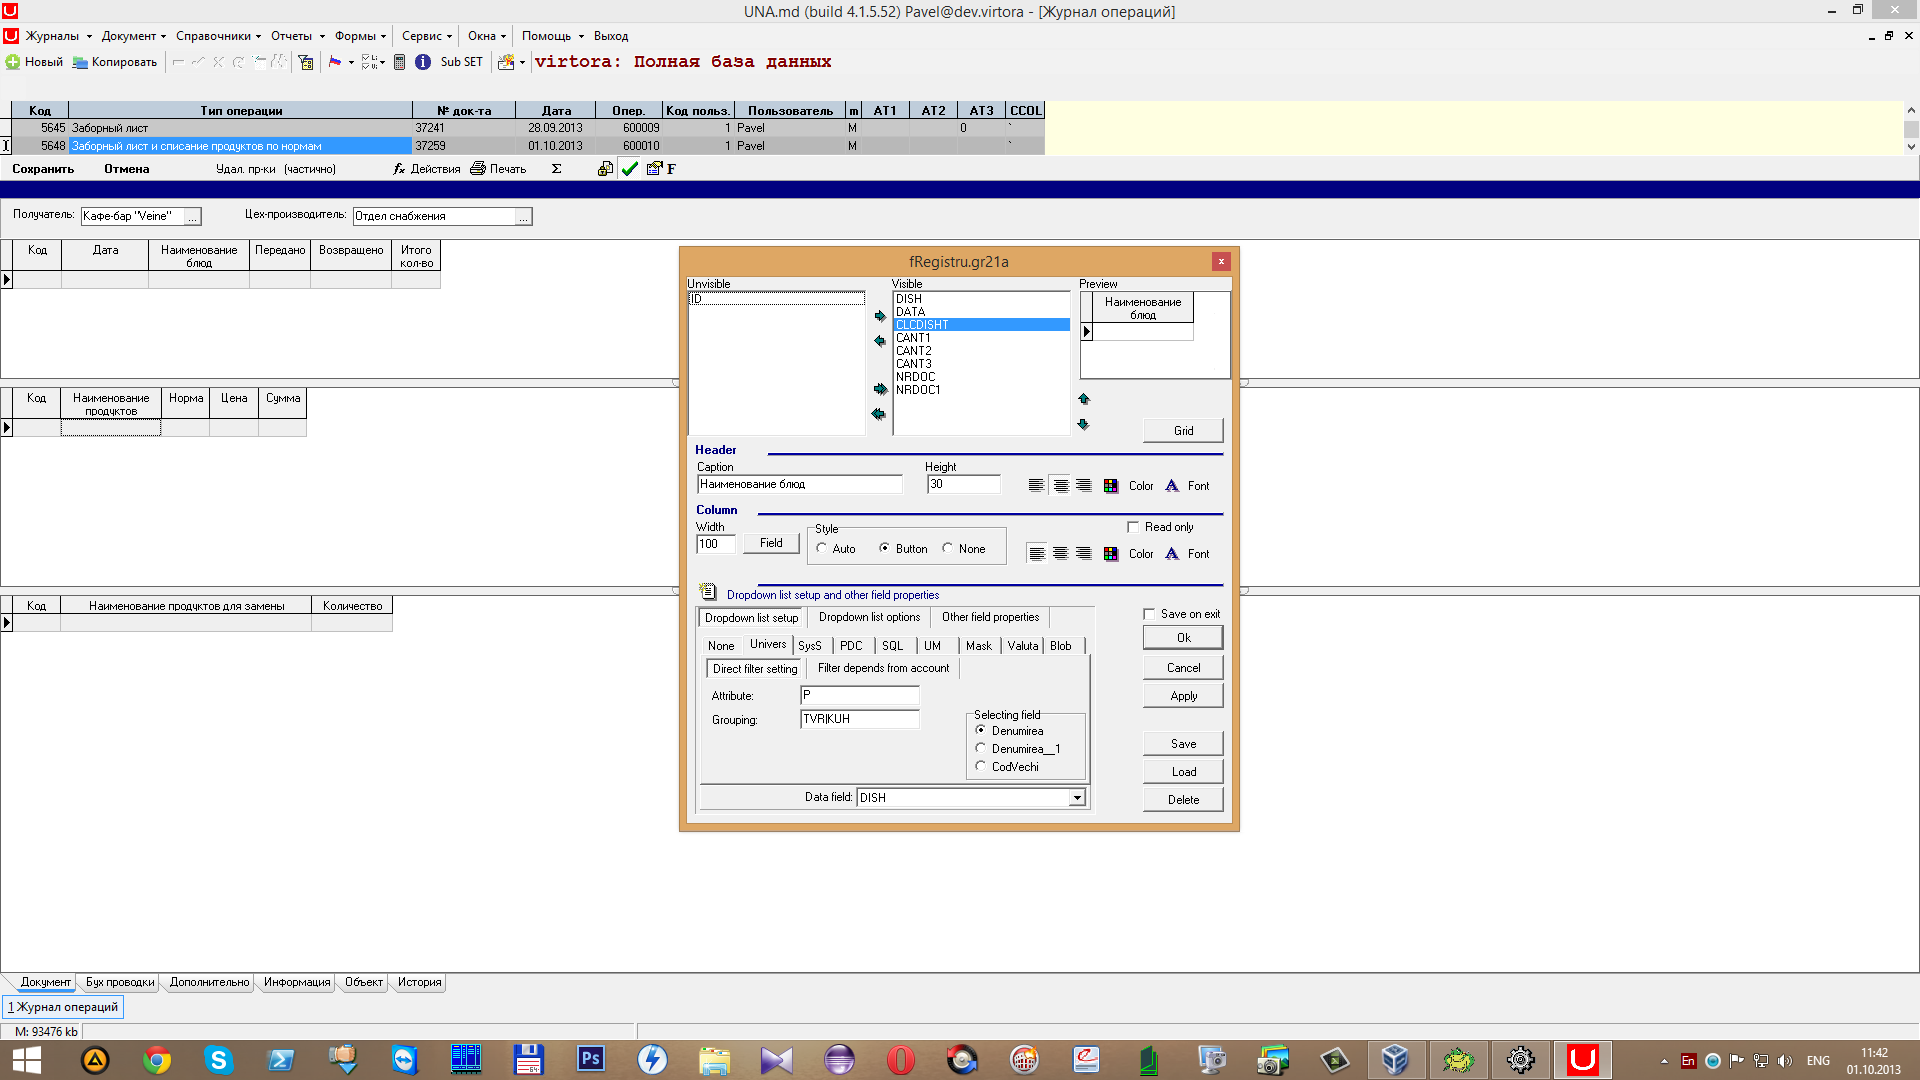 UNA.md (build 4.1.5.52) Pavel@dev.virtora - [Журнал операций]
Журналы Документ Справочники Отчеты Формы Сервис Окна Помощь Выход
Новый Копировать Sub SET virtora: Полная база данных
Код Тип операции № док-та Дата Опер. Код польз. Пользователь m AT1 AT2 AT3 CCOL
5645 Заборный лист 37241 28.09.2013 600009 1 Pavel M 0 `
5648 Заборный лист и списание продуктов по нормам 37259 01.10.2013 600010 1 Pavel M `
Сохранить Отмена Удал. пр-ки (частично) fx Действия Печать Σ F
Получатель: Кафе-бар "Veine" ... Цех-производитель: Отдел снабжения ...
Код Дата Наименование блюд Передано Возвращено Итого кол-во
Код Наименование продуктов Норма Цена Сумма
Код Наименование продуктов для замены Количество
fRegistru.gr21a
x
Unvisible Visible Preview
ID
DISH
DATA
CLCDISHT
CANT1
CANT2
CANT3
NRDOC
NRDOC1
Наименование
блюд
Grid
Header
Caption Height
Наименование блюд 30 Color Font
Column
Width Style Read only
100 Field Auto Button None Color Font
Dropdown list setup and other field properties
Dropdown list setup Dropdown list options Other field properties
None Univers SysS PDC SQL UM Mask Valuta Blob
Direct filter setting Filter depends from account
Attribute: P
Grouping: TVR|KUH
Selecting field
Denumirea
Denumirea__1
CodVechi
Data field: DISH
Save on exit
Ok
Cancel
Apply
Save
Load
Delete
Документ Бух проводки Дополнительно Информация Объект История
1 Журнал операций
M: 93476 kb
Ps
64
En ENG 11:42
01.10.2013